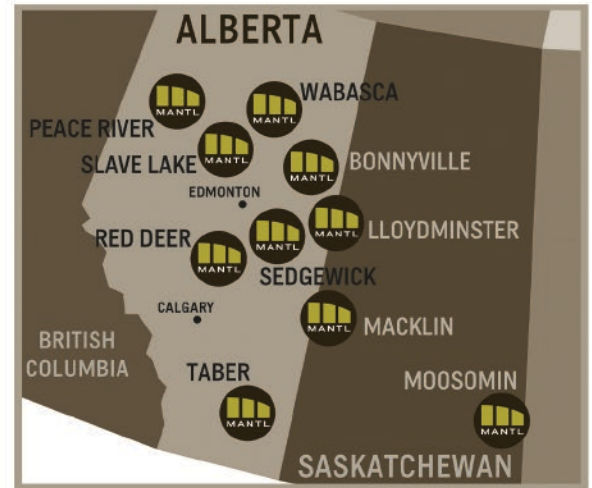 ALBERTA
MANTL
WABASCA
MANTL
PEACE RIVER
MANTL
SLAVE LAKE
MANTL
BONNYVILLE
EDMONTON
MANTL
LLOYDMINSTER
RED DEER
MANTL
MANTL
SEDGEWICK
CALGARY
MANTL
MACKLIN
BRITISH
COLUMBIA
TABER
MOOSOMIN
MANTL
MANTL
SASKATCHEWAN